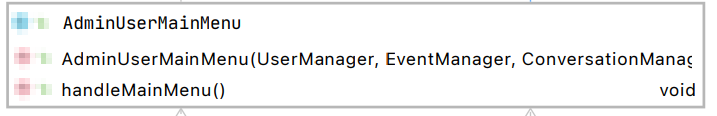 AdminUserMainMenu
AdminUserMainMenu(UserManager, EventManager, ConversationManag
handleMainMenu() void